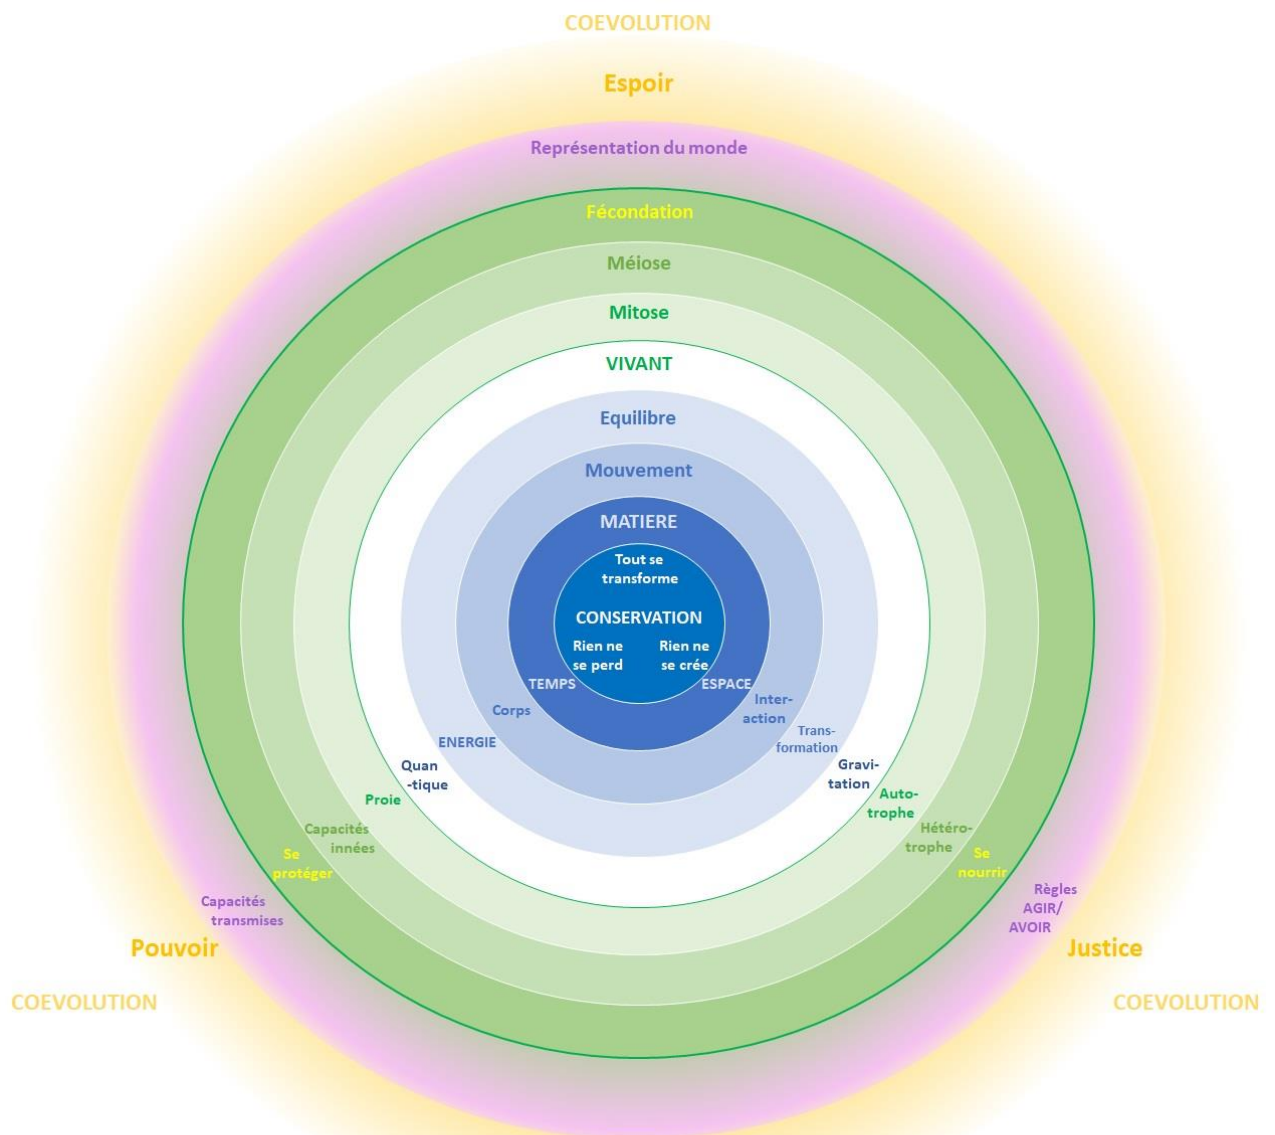 COEVOLUTION
Espoir
Représentation du monde
Fécondation
Méiose
Mitose
VIVANT
Equilibre
Mouvement
MATIERE
Tout se
transforme
CONSERVATION
Rien ne
se perd
Rien ne
se crée
TEMPS
ESPACE
Corps
Inter-
action
ENERGIE
Trans-
formation
Quan
-tique
Gravi-
tation
Proie
Auto-
trophe
Capacités
innées
Hétéro-
trophe
Se
protéger
Se
nourrir
Capacités
transmises
Règles
AGIR/
AVOIR
Pouvoir
Justice
COEVOLUTION
COEVOLUTION